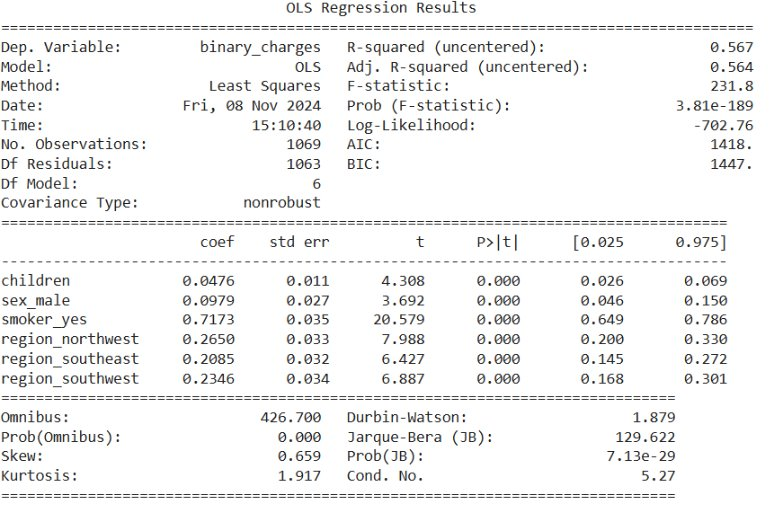 OLS Regression Results
==============================================================================
Dep. Variable: binary_charges R-squared (uncentered): 0.567
Model: OLS Adj. R-squared (uncentered): 0.564
Method: Least Squares F-statistic: 231.8
Date: Fri, 08 Nov 2024 Prob (F-statistic): 3.81e-189
Time: 15:10:40 Log-Likelihood: -702.76
No. Observations: 1069 AIC: 1418.
Df Residuals: 1063 BIC: 1447.
Df Model: 6
Covariance Type: nonrobust
==============================================================================
coef std err t P>|t| [0.025 0.975]
------------------------------------------------------------------------------
children 0.0476 0.011 4.308 0.000 0.026 0.069
sex_male 0.0979 0.027 3.692 0.000 0.046 0.150
smoker_yes 0.7173 0.035 20.579 0.000 0.649 0.786
region_northwest 0.2650 0.033 7.988 0.000 0.200 0.330
region_southeast 0.2085 0.032 6.427 0.000 0.145 0.272
region_southwest 0.2346 0.034 6.887 0.000 0.168 0.301
==============================================================================
Omnibus: 426.700 Durbin-Watson: 1.879
Prob(Omnibus): 0.000 Jarque-Bera (JB): 129.622
Skew: 0.659 Prob(JB): 7.13e-29
Kurtosis: 1.917 Cond. No. 5.27
==============================================================================